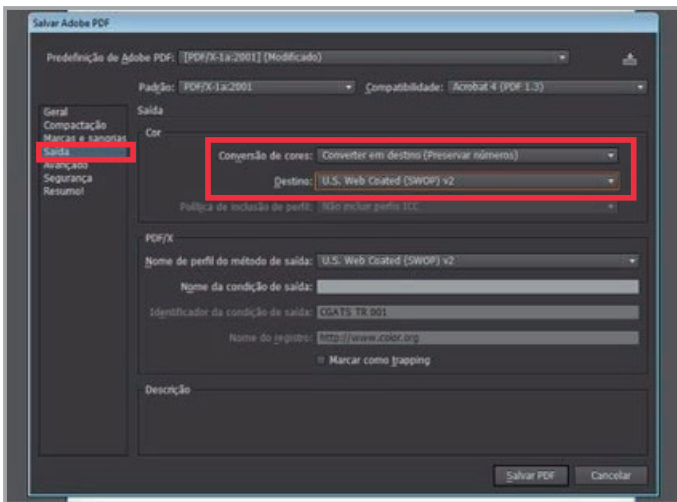 Salvar Adobe PDF
Predefinição de Adobe PDF: [PDF/X-1a:2001] (Modificado)
Padrão: PDF/X-1a:2001 Compatibilidade: Acrobat 4 (PDF 1.3)
Geral
Compactação
Marcas e sangrias
Saída
Avançado
Segurança
Resumo!
Saída
Cor
Conversão de cores: Converter em destino (Preservar números)
Destino: U.S. Web Coated (SWOP) v2
Política de inclusão de perfil: Não incluir perfis ICC
PDF/X
Nome de perfil do método de saída: U.S. Web Coated (SWOP) v2
Nome da condição de saída:
Identificador da condição de saída: CGATS TR 001
Nome do registro: http://www.color.org
Marcar como trapping
Descrição
Salvar PDF Cancelar